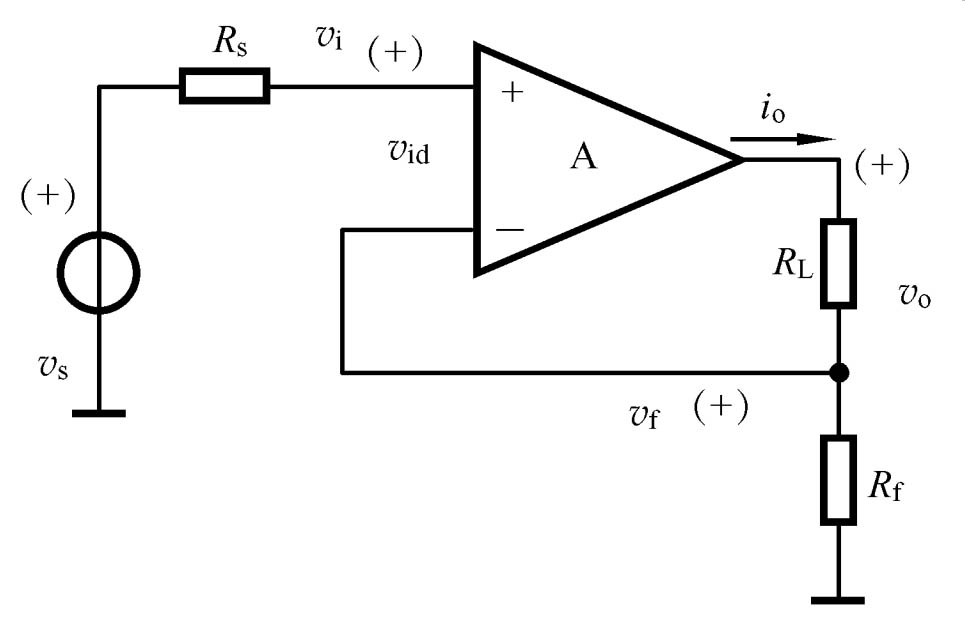 Rs
vi (+)
+
vid
A
io
(+)
(+)
—
RL
vo
vs
vf (+)
Rf